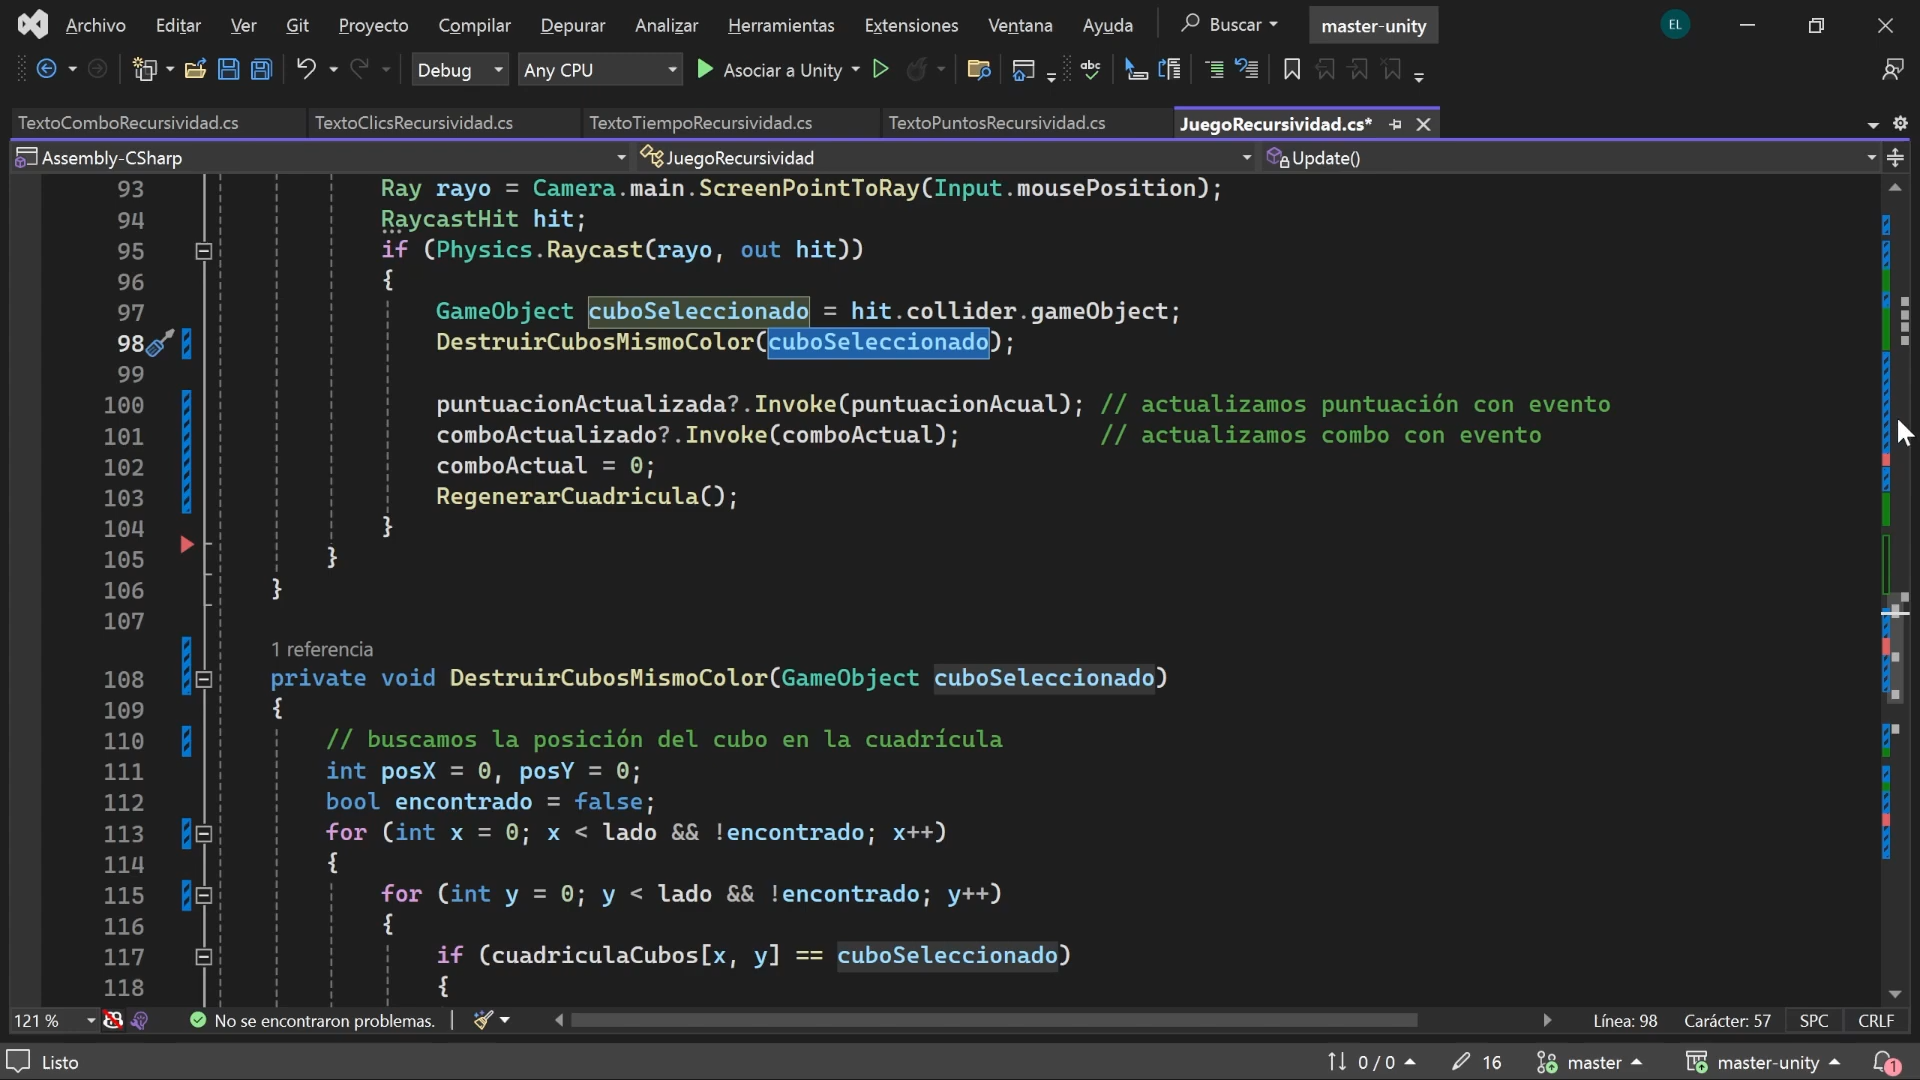 Archivo Editar Ver Git Proyecto Compilar Depurar Analizar Herramientas Extensiones Ventana Ayuda Buscar master-unity EL
Debug Any CPU Asociar a Unity abc
TextoComboRecursividad.cs TextoClicsRecursividad.cs TextoTiempoRecursividad.cs TextoPuntosRecursividad.cs JuegoRecursividad.cs*
Assembly-CSharp JuegoRecursividad Update()
93 Ray rayo = Camera.main.ScreenPointToRay(Input.mousePosition);
94 RaycastHit hit;
95 if (Physics.Raycast(rayo, out hit))
96 {
97 GameObject cuboSeleccionado = hit.collider.gameObject;
98 DestruirCubosMismoColor(cuboSeleccionado);
99
100 puntuacionActualizada?.Invoke(puntuacionAcual); // actualizamos puntuación con evento
101 comboActualizado?.Invoke(comboActual); // actualizamos combo con evento
102 comboActual = 0;
103 RegenerarCuadricula();
104 }
105 }
106 }
107
1 referencia
108 private void DestruirCubosMismoColor(GameObject cuboSeleccionado)
109 {
110 // buscamos la posición del cubo en la cuadrícula
111 int posX = 0, posY = 0;
112 bool encontrado = false;
113 for (int x = 0; x < lado && !encontrado; x++)
114 {
115 for (int y = 0; y < lado && !encontrado; y++)
116 {
117 if (cuadriculaCubos[x, y] == cuboSeleccionado)
118 {
121 % No se encontraron problemas. Línea: 98 Carácter: 57 SPC CRLF
Listo 0 / 0 16 master master-unity 1